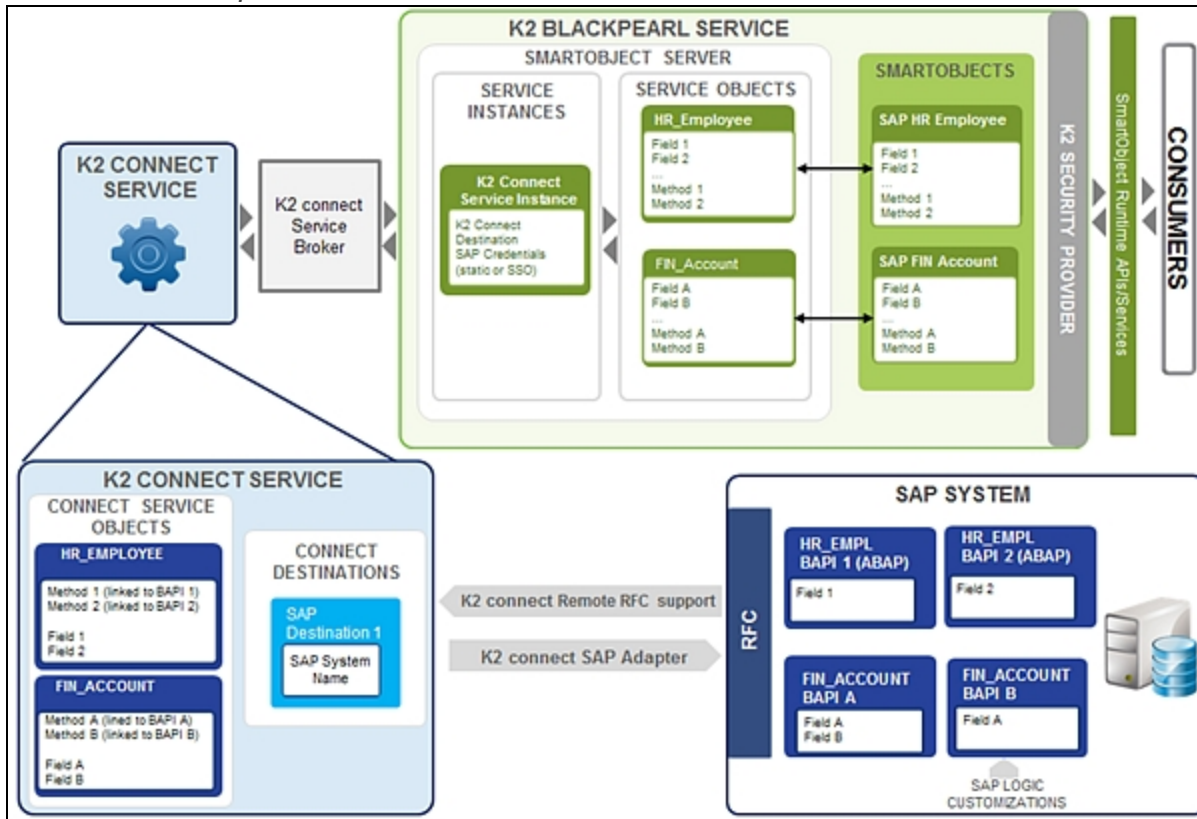 K2 BLACKPEARL SERVICE
SMARTOBJECT SERVER
SERVICE
INSTANCES
K2 Connect
Service Instance
K2 Connect
Destination
SAP Credentials
(static or SSO)
SERVICE OBJECTS
HR_Employee
Field 1
Field 2
...
Method 1
Method 2
FIN_Account
Field A
Field B
...
Method A
Method B
SMARTOBJECTS
SAP HR Employee
Field 1
Field 2
...
Method 1
Method 2
SAP FIN Account
Field A
Field B
...
Method A
Method B
K2 SECURITY PROVIDER
SmartObject Runtime APIs/Services
CONSUMERS
K2 CONNECT
SERVICE
K2 connect
Service
Broker
K2 CONNECT SERVICE
CONNECT SERVICE
OBJECTS
HR_EMPLOYEE
Method 1 (linked to BAPI 1)
Method 2 (linked to BAPI 2)
Field 1
Field 2
FIN_ACCOUNT
Method A (lined to BAPI A)
Method B (linked to BAPI B)
Field A
Field B
CONNECT
DESTINATIONS
SAP
Destination 1
SAP System
Name
K2 connect Remote RFC support
K2 connect SAP Adapter
SAP SYSTEM
RFC
HR_EMPL
BAPI 1 (ABAP)
Field 1
HR_EMPL
BAPI 2 (ABAP)
Field 2
FIN_ACCOUNT
BAPI A
Field A
Field B
FIN_ACCOUNT
BAPI B
Field A
SAP LOGIC
CUSTOMIZATIONS